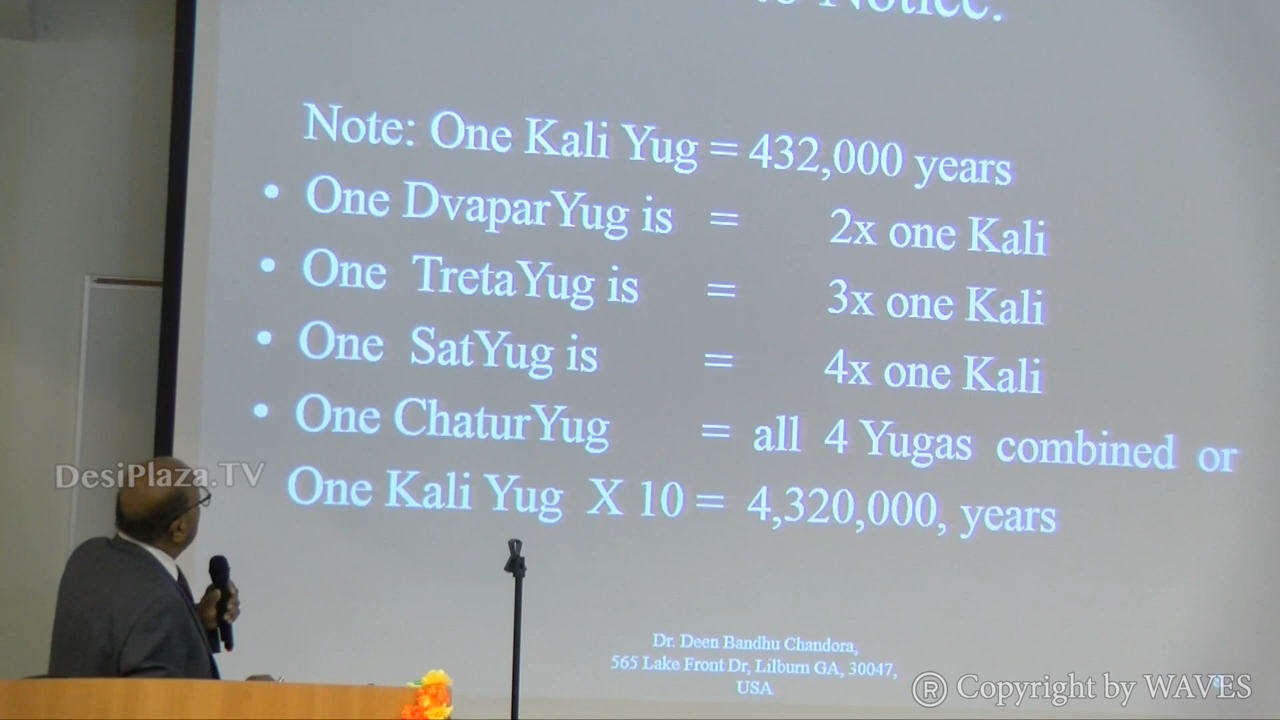 Notice:
Note: One Kali Yug = 432,000 years
• One DvaparYug is = 2x one Kali
• One TretaYug is = 3x one Kali
• One SatYug is = 4x one Kali
• One ChaturYug = all 4 Yugas combined or
One Kali Yug X 10 = 4,320,000, years
DesiPlaza.TV
Dr. Deen Bandhu Chandora,
565 Lake Front Dr, Lilburn GA, 30047,
USA
® Copyright by WAVES